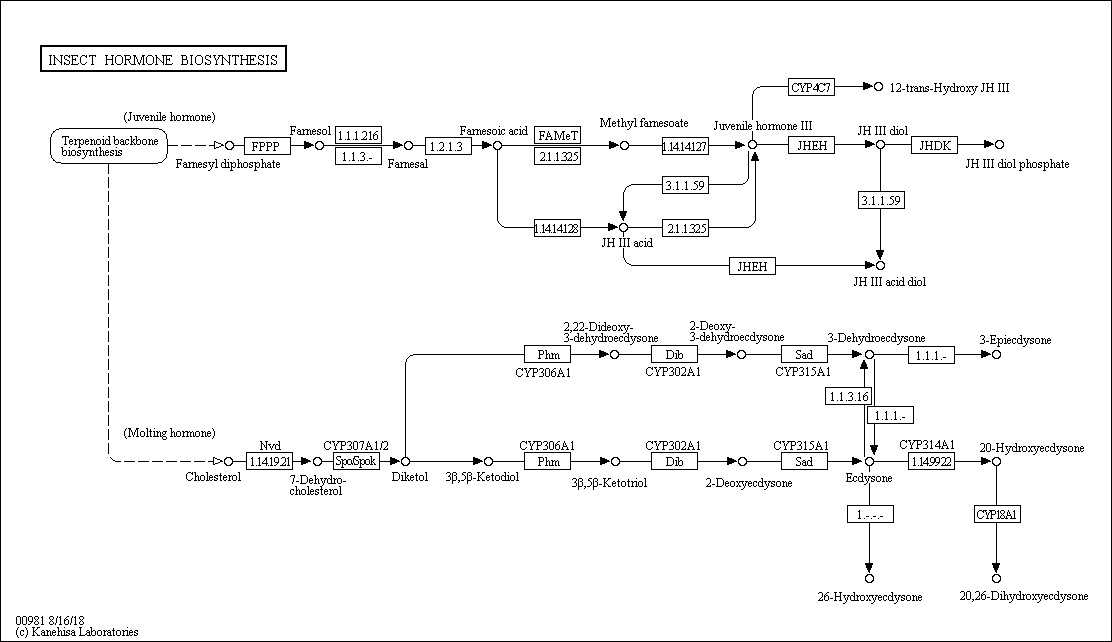 INSECT HORMONE BIOSYNTHESIS
CYP4C7
12-trans-Hydroxy JH III
(Juvenile hormone)
Terpenoid backbone
biosynthesis
Farnesyl diphosphate
FPPP
Farnesol
1.1.1.216
1.1.3.-
Farnesal
1.2.1.3
Farnesoic acid
FAMeT
2.1.1.325
Methyl farnesoate
1.14.14.127
Juvenile hormone III
JHEH
JH III diol
JHDK
JH III diol phosphate
3.1.1.59
3.1.1.59
1.14.14.128
JH III acid
2.1.1.325
JHEH
JH III acid diol
2,22-Dideoxy-
3-dehydroecdysone
2-Deoxy-
3-dehydroecdysone
3-Dehydroecdysone
3-Epiecdysone
Phm
CYP306A1
Dib
CYP302A1
Sad
CYP315A1
1.1.1.-
1.1.3.16
1.1.1.-
(Molting hormone)
Cholesterol
Nvd
1.14.19.21
7-Dehydro-
cholesterol
CYP307A1/2
Spo/Spok
Diketol
3β,5β-Ketodiol
CYP306A1
Phm
3β,5β-Ketotriol
CYP302A1
Dib
2-Deoxyecdysone
CYP315A1
Sad
Ecdysone
CYP314A1
1.14.99.22
20-Hydroxyecdysone
1.-.-.-
CYP18A1
26-Hydroxyecdysone
20,26-Dihydroxyecdysone
00981 8/16/18
(c) Kanehisa Laboratories